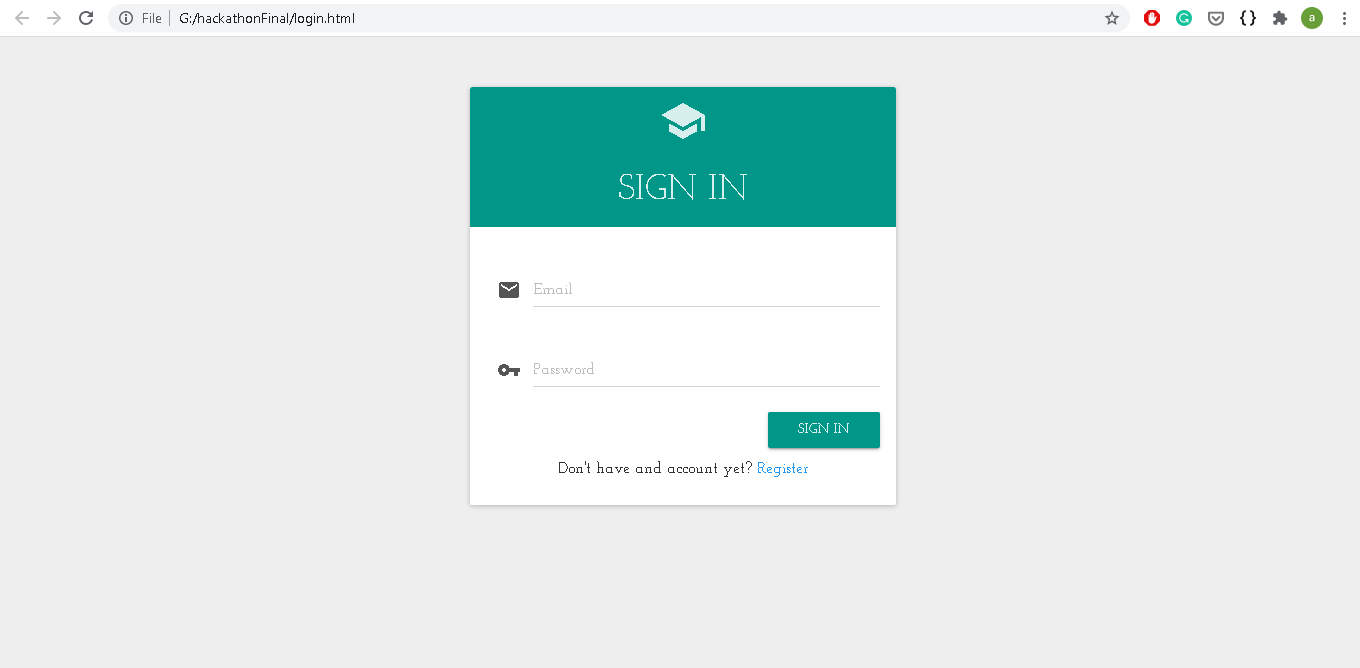 File G:/hackathonFinal/login.html
a
SIGN IN
Email
Password
SIGN IN
Don't have and account yet? Register